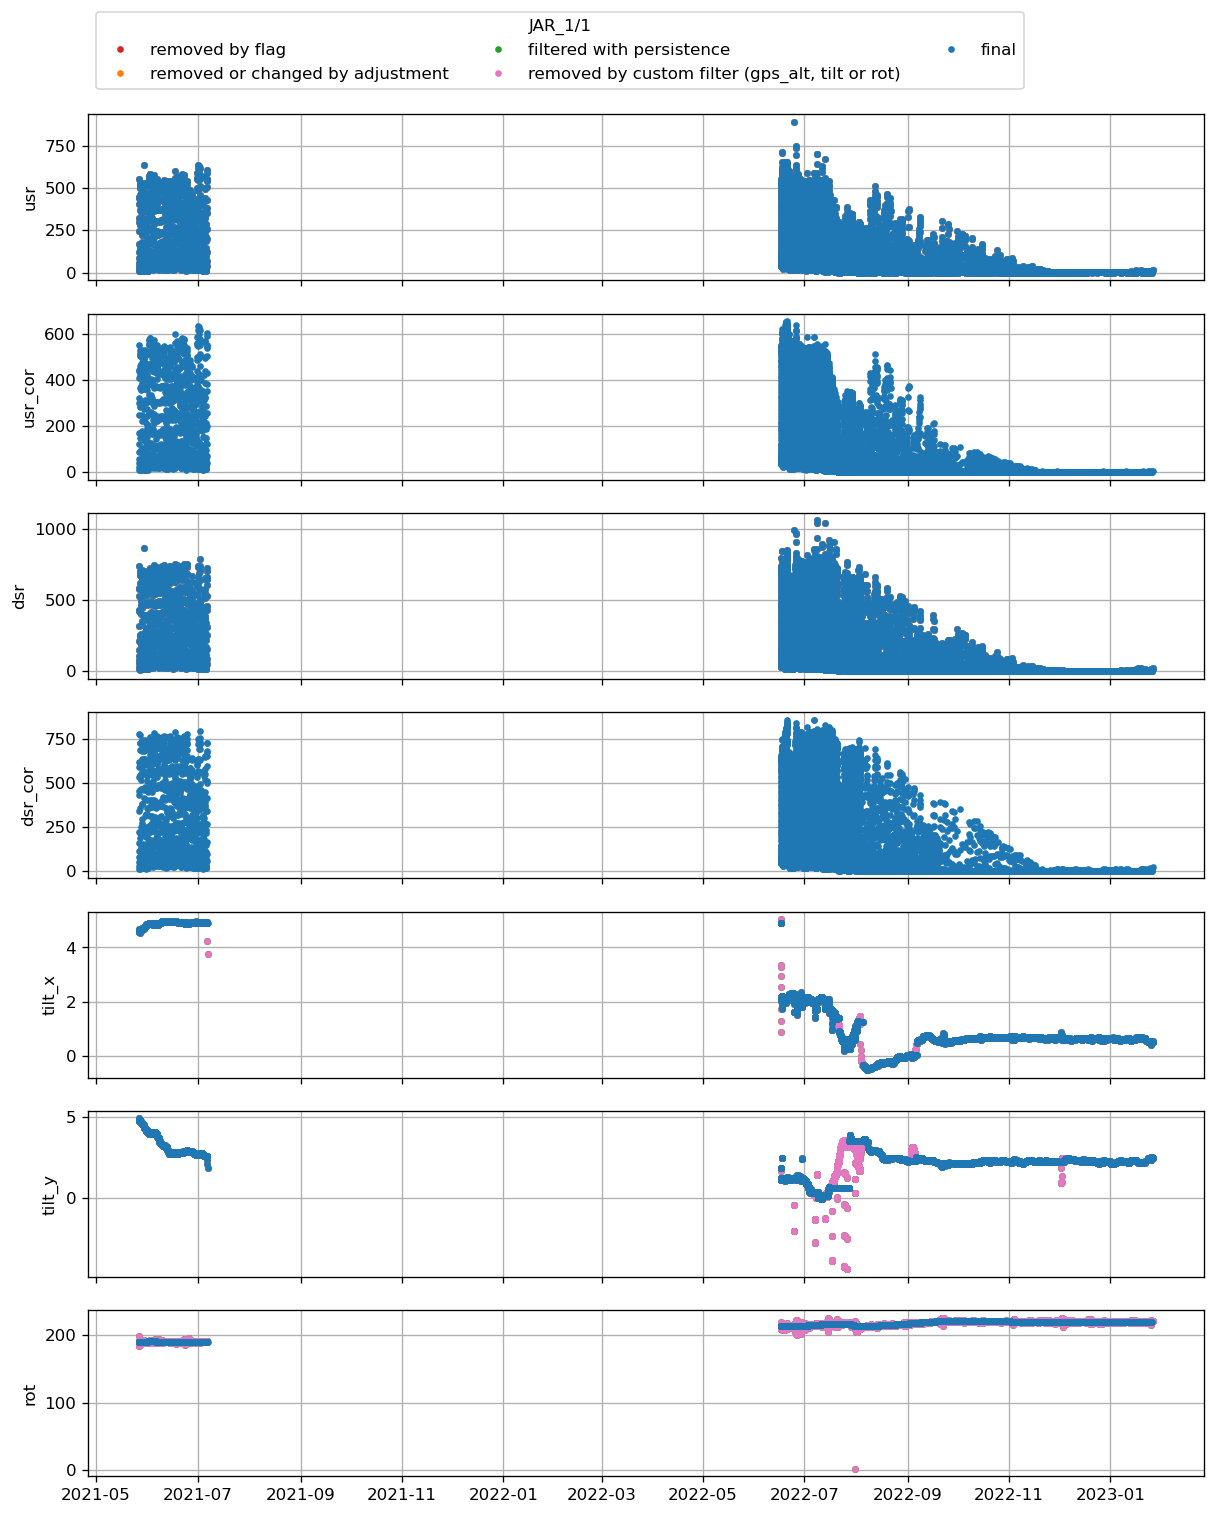 JAR_1/1
removed by flag
filtered with persistence
final
removed or changed by adjustment
removed by custom filter (gps_alt, tilt or rot)
750
500
250
0
usr
600
400
200
0
usr_cor
1000
500
0
dsr
750
500
250
0
dsr_cor
4
2
0
tilt_x
5
0
tilt_y
200
100
0
rot
2021-05
2021-07
2021-09
2021-11
2022-01
2022-03
2022-05
2022-07
2022-09
2022-11
2023-01